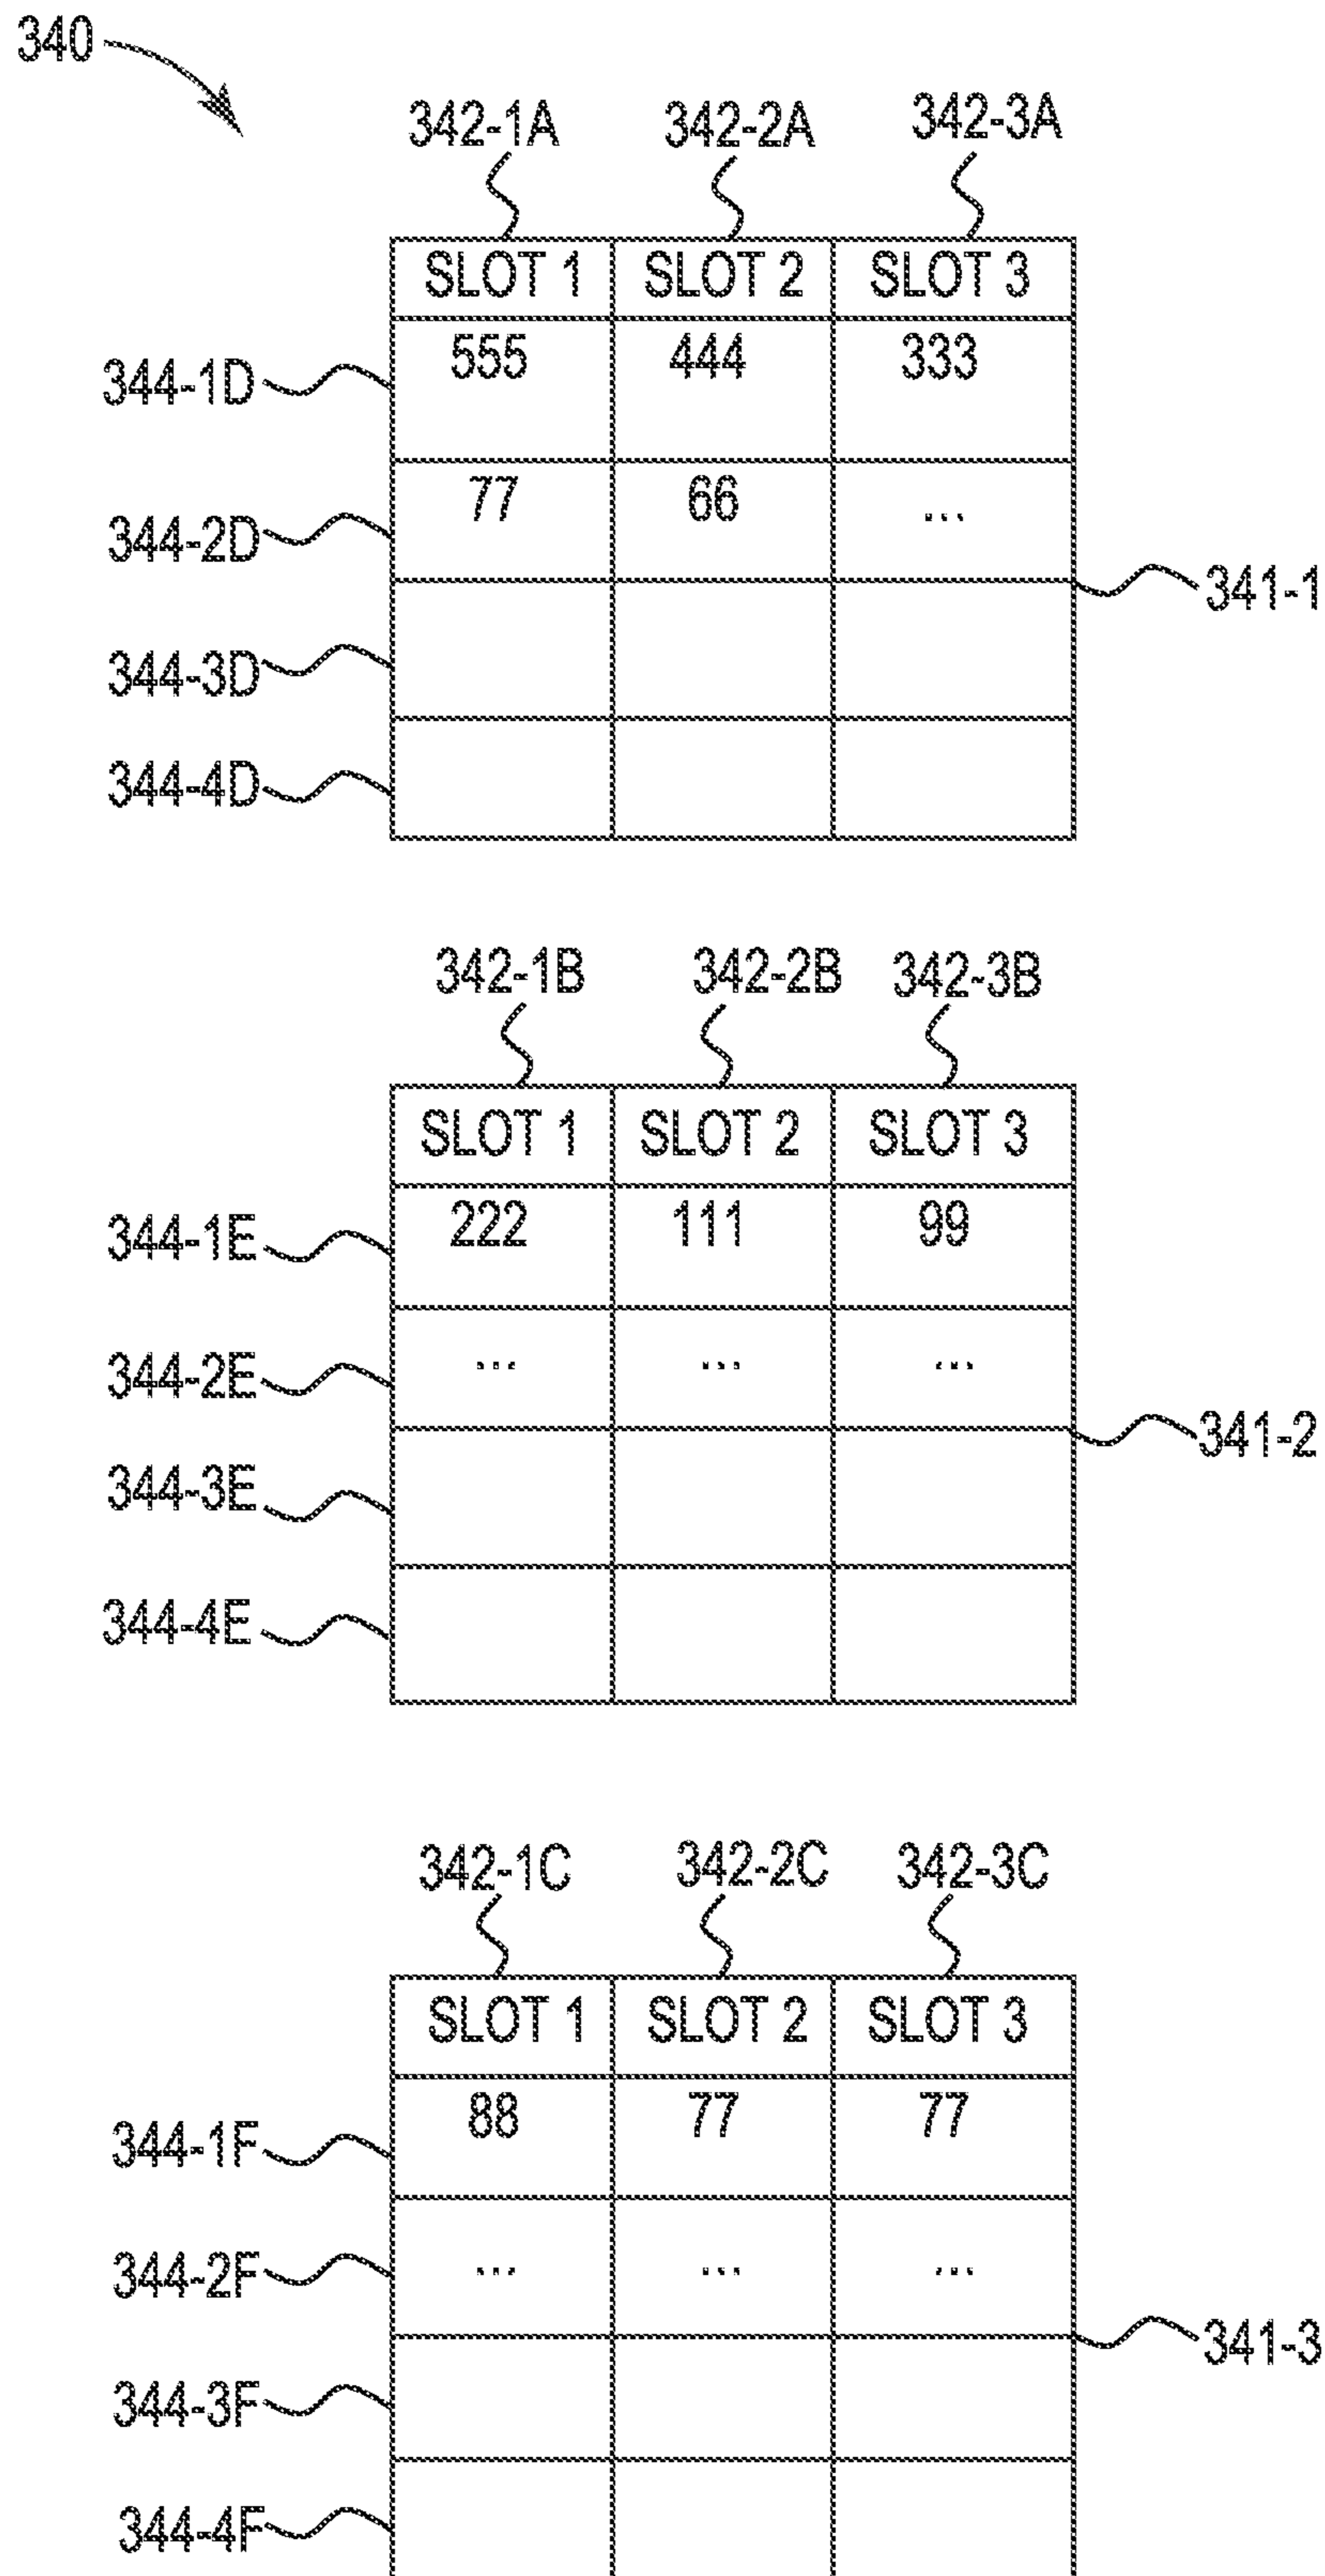 340
342-1A 342-2A 342-3A
SLOT 1 SLOT 2 SLOT 3
344-1D 555 444 333
344-2D 77 66 ...
341-1
344-3D
344-4D
342-1B 342-2B 342-3B
SLOT 1 SLOT 2 SLOT 3
344-1E 222 111 99
344-2E ... ... ...
341-2
344-3E
344-4E
342-1C 342-2C 342-3C
SLOT 1 SLOT 2 SLOT 3
344-1F 88 77 77
344-2F ... ... ...
341-3
344-3F
344-4F